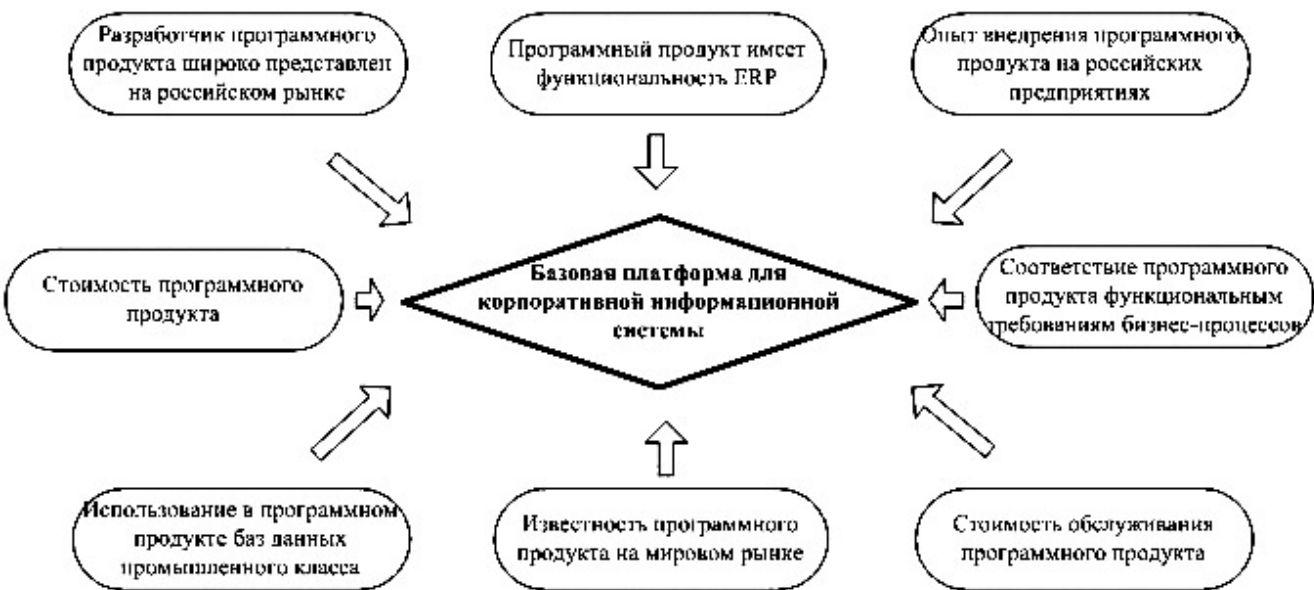 Разработчик программного
продукта широко представлен
на российском рынке
Программный продукт имеет
функциональность ERP
Опыт внедрения программного
продукта на российских
предприятиях
Стоимость программного
продукта
Базовая платформа для
корпоративной информационной
системы
Соответствие программного
продукта функциональным
требованиям бизнес-процессов
Использование в программном
продукте баз данных
промышленного класса
Известность программного
продукта на мировом рынке
Стоимость обслуживания
программного продукта